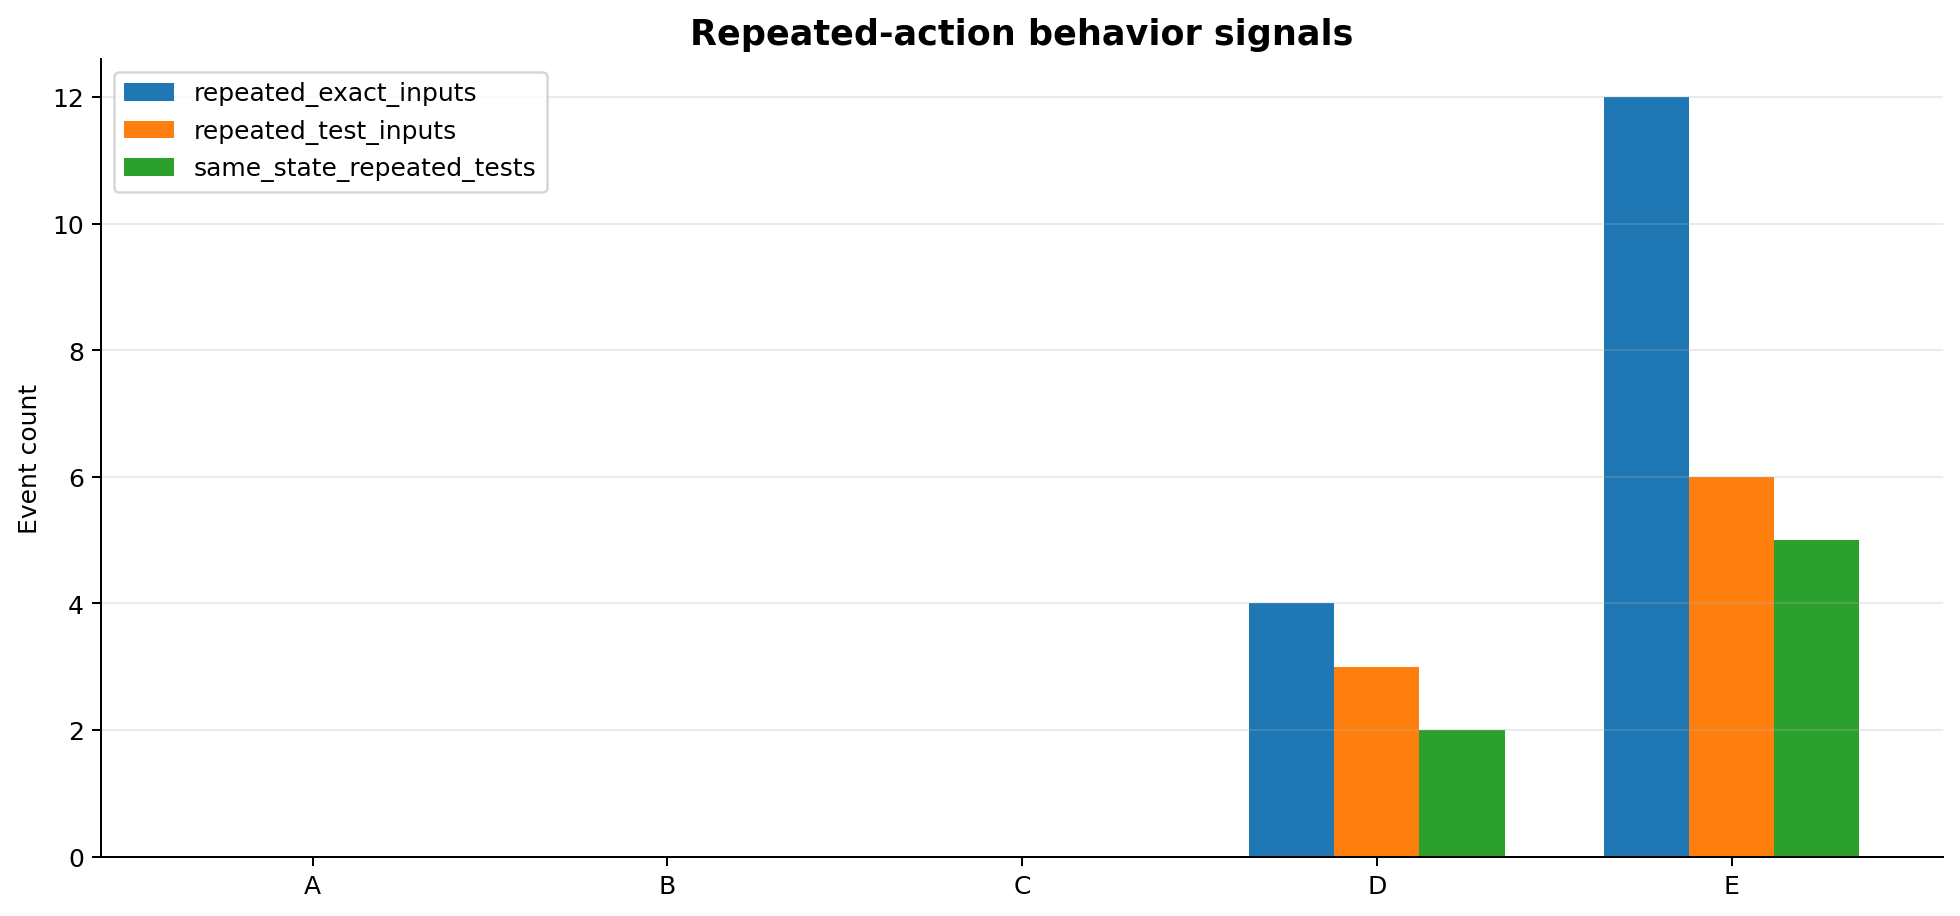 Repeated-action behavior signals
repeated_exact_inputs
repeated_test_inputs
same_state_repeated_tests
Event count
12
10
8
6
4
2
0
A B C D E